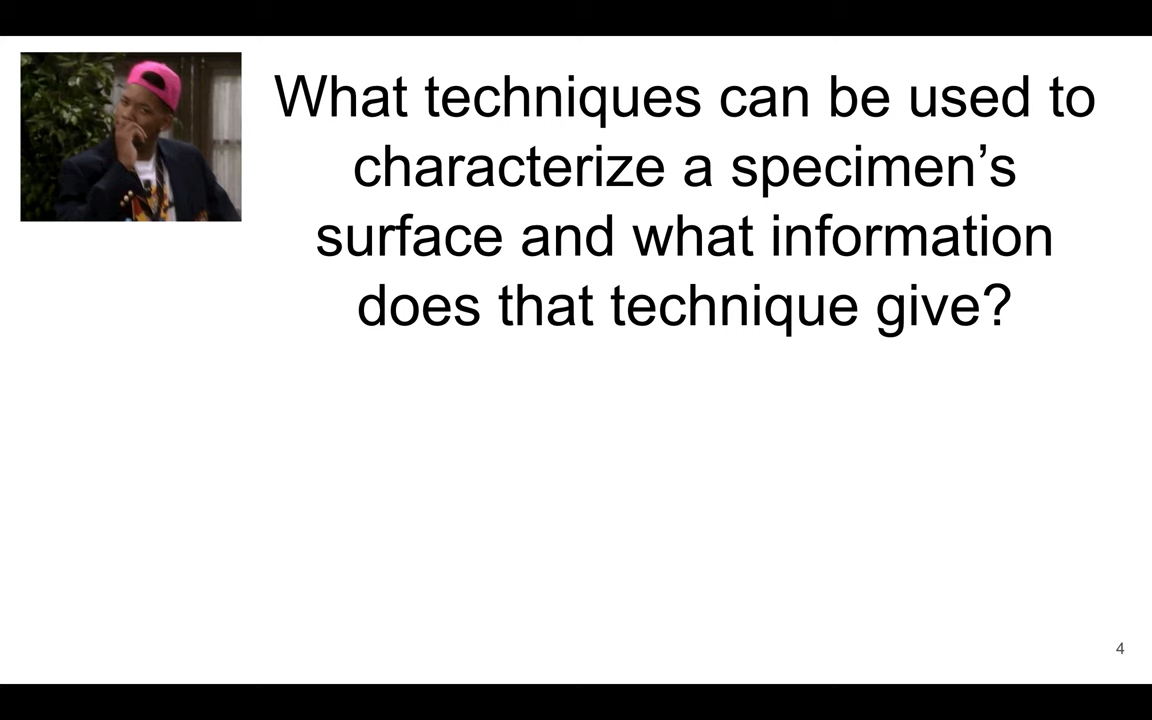 What techniques can be used to
characterize a specimen’s
surface and what information
does that technique give?
4